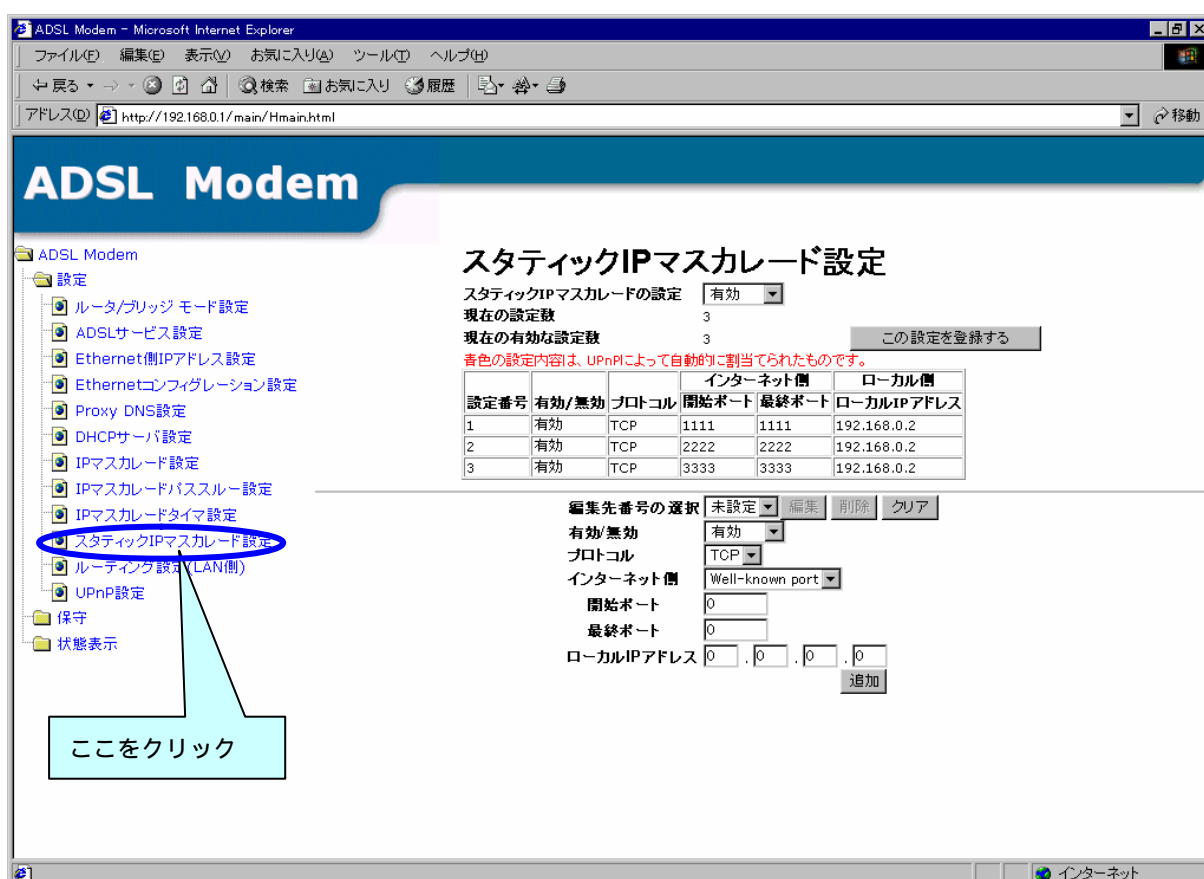 ADSL Modem - Microsoft Internet Explorer
ファイル(F) 編集(E) 表示(V) お気に入り(A) ツール(T) ヘルプ(H)
戻る 検索 お気に入り 履歴
アドレス(D) http://192.168.0.1/main/Hmain.html 移動
ADSL Modem
ADSL Modem
設定
ルータ/ブリッジ モード設定
ADSLサービス設定
Ethernet側IPアドレス設定
Ethernetコンフィグレーション設定
Proxy DNS設定
DHCPサーバ設定
IPマスカレード設定
IPマスカレードパススルー設定
IPマスカレードタイマ設定
スタティックIPマスカレード設定
ルーティング設定(LAN側)
UPnP設定
保守
状態表示
ここをクリック
スタティックIPマスカレード設定
スタティックIPマスカレードの設定 有効
現在の設定数 3
現在の有効な設定数 3 この設定を登録する
青色の設定内容は、UPnPによって自動的に割当てられたものです。
インターネット側 ローカル側
設定番号 有効/無効 プロトコル 開始ポート 最終ポート ローカルIPアドレス
1 有効 TCP 1111 1111 192.168.0.2
2 有効 TCP 2222 2222 192.168.0.2
3 有効 TCP 3333 3333 192.168.0.2
編集先番号の選択 未設定 編集 削除 クリア
有効/無効 有効
プロトコル TCP
インターネット側 Well-known port
開始ポート 0
最終ポート 0
ローカルIPアドレス 0 . 0 . 0 . 0
追加
インターネット